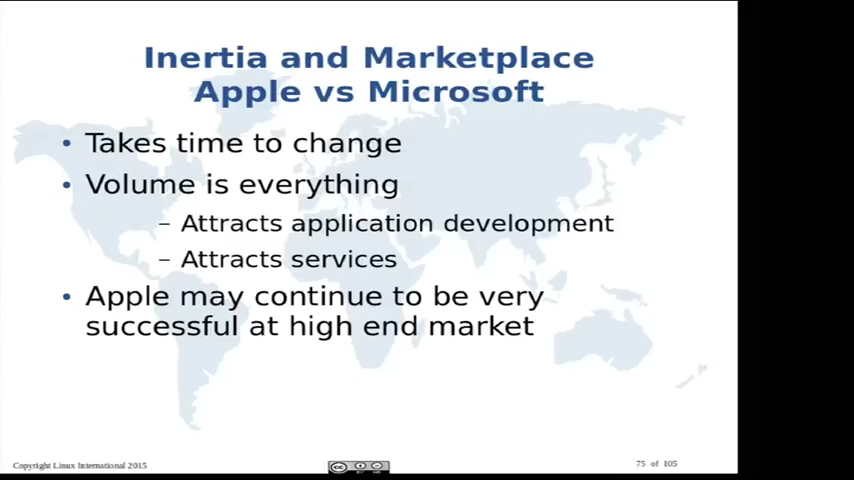 Inertia and Marketplace
Apple vs Microsoft
• Takes time to change
• Volume is everything
– Attracts application development
– Attracts services
• Apple may continue to be very
successful at high end market
Copyright Linux International 2015
75 of 105